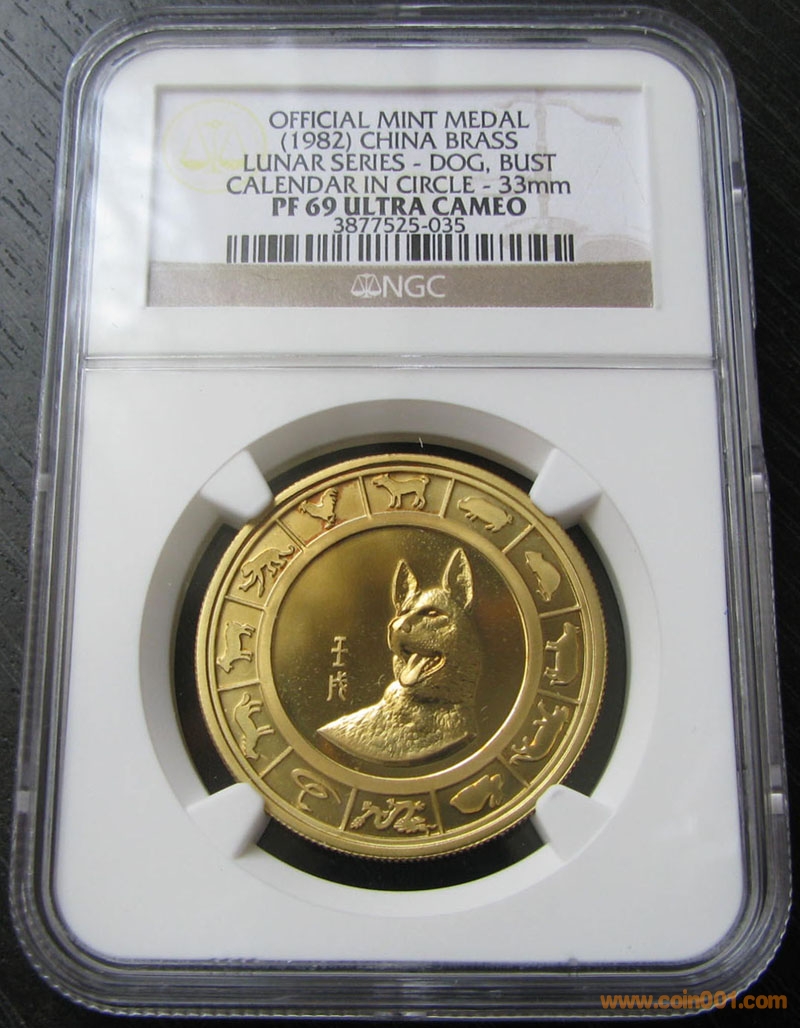 OFFICIAL MINT MEDAL
(1982) CHINA BRASS
LUNAR SERIES - DOG, BUST
CALENDAR IN CIRCLE - 33mm
PF 69 ULTRA CAMEO
3877525-035
NGC
壬戌
www.coin001.com